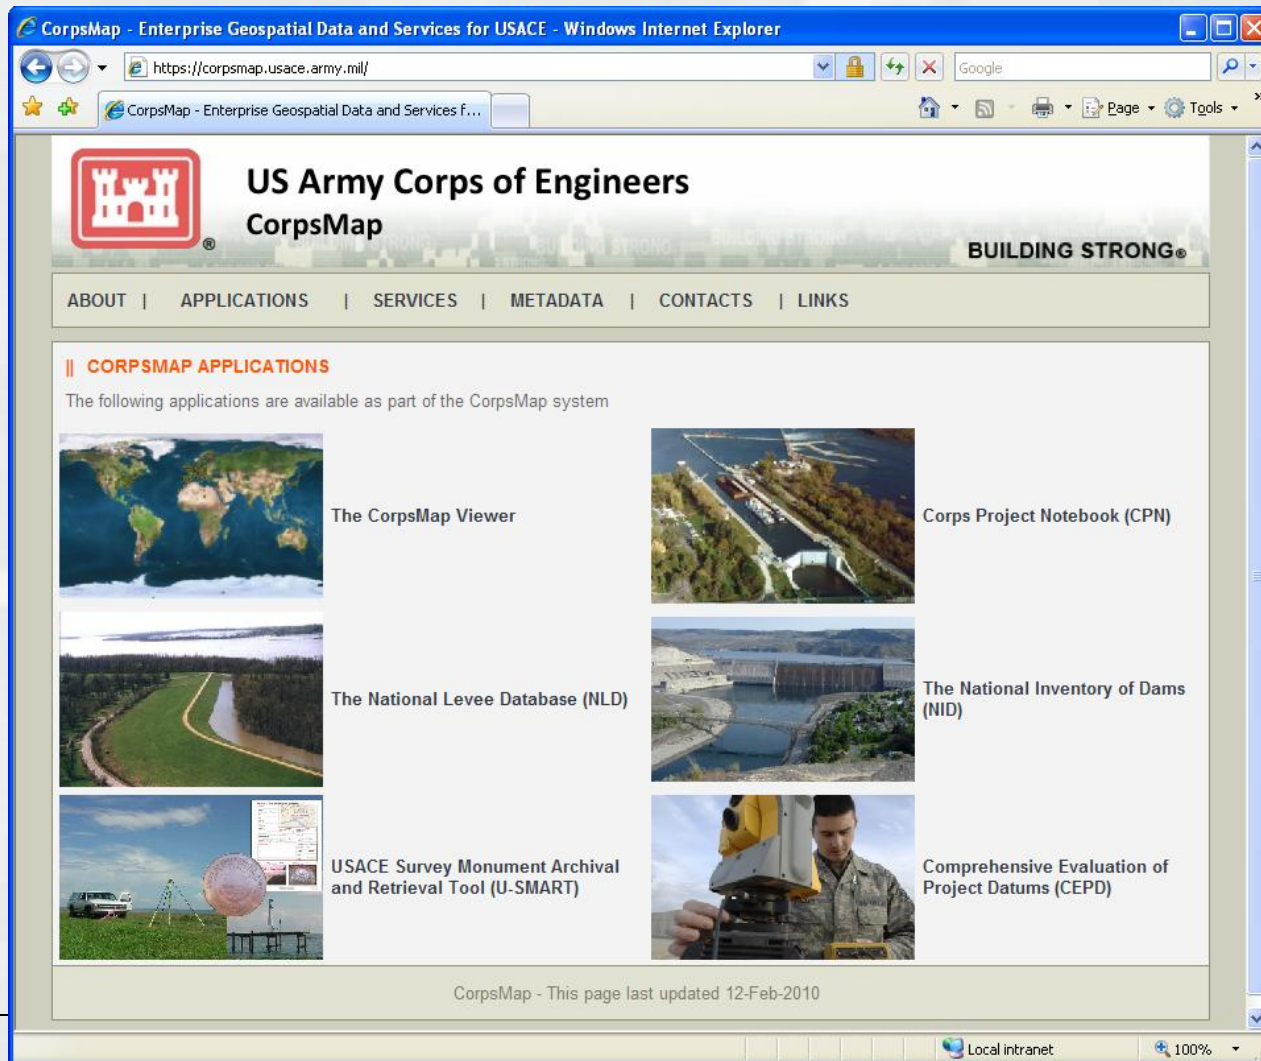 CorpsMap - Enterprise Geospatial Data and Services for USACE - Windows Internet Explorer
https://corpsmap.usace.army.mil/
Google
CorpsMap - Enterprise Geospatial Data and Services f...
Page
Tools
US Army Corps of Engineers
CorpsMap
®
BUILDING STRONG®
ABOUT | APPLICATIONS | SERVICES | METADATA | CONTACTS | LINKS
|| CORPSMAP APPLICATIONS
The following applications are available as part of the CorpsMap system
The CorpsMap Viewer
Corps Project Notebook (CPN)
The National Levee Database (NLD)
The National Inventory of Dams
(NID)
USACE Survey Monument Archival
and Retrieval Tool (U-SMART)
Comprehensive Evaluation of
Project Datums (CEPD)
CorpsMap - This page last updated 12-Feb-2010
Local intranet
100%